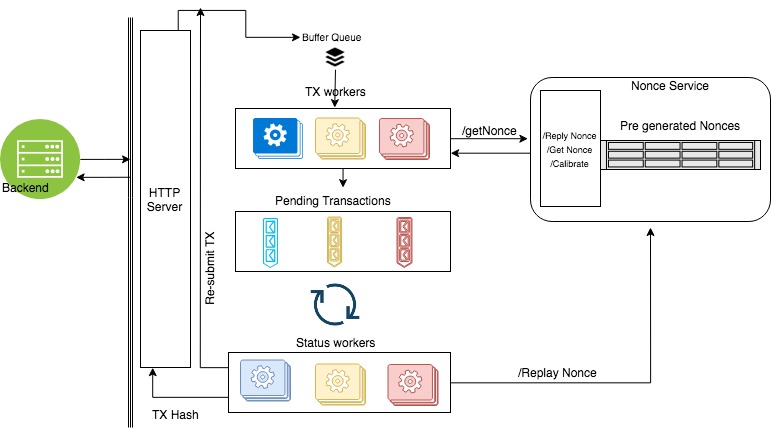 Buffer Queue
TX workers
/getNonce
Nonce Service
/Reply Nonce
/Get Nonce
/Calibrate
Pre generated Nonces
Backend
HTTP
Server
Pending Transactions
Re-submit TX
Status workers
/Replay Nonce
TX Hash